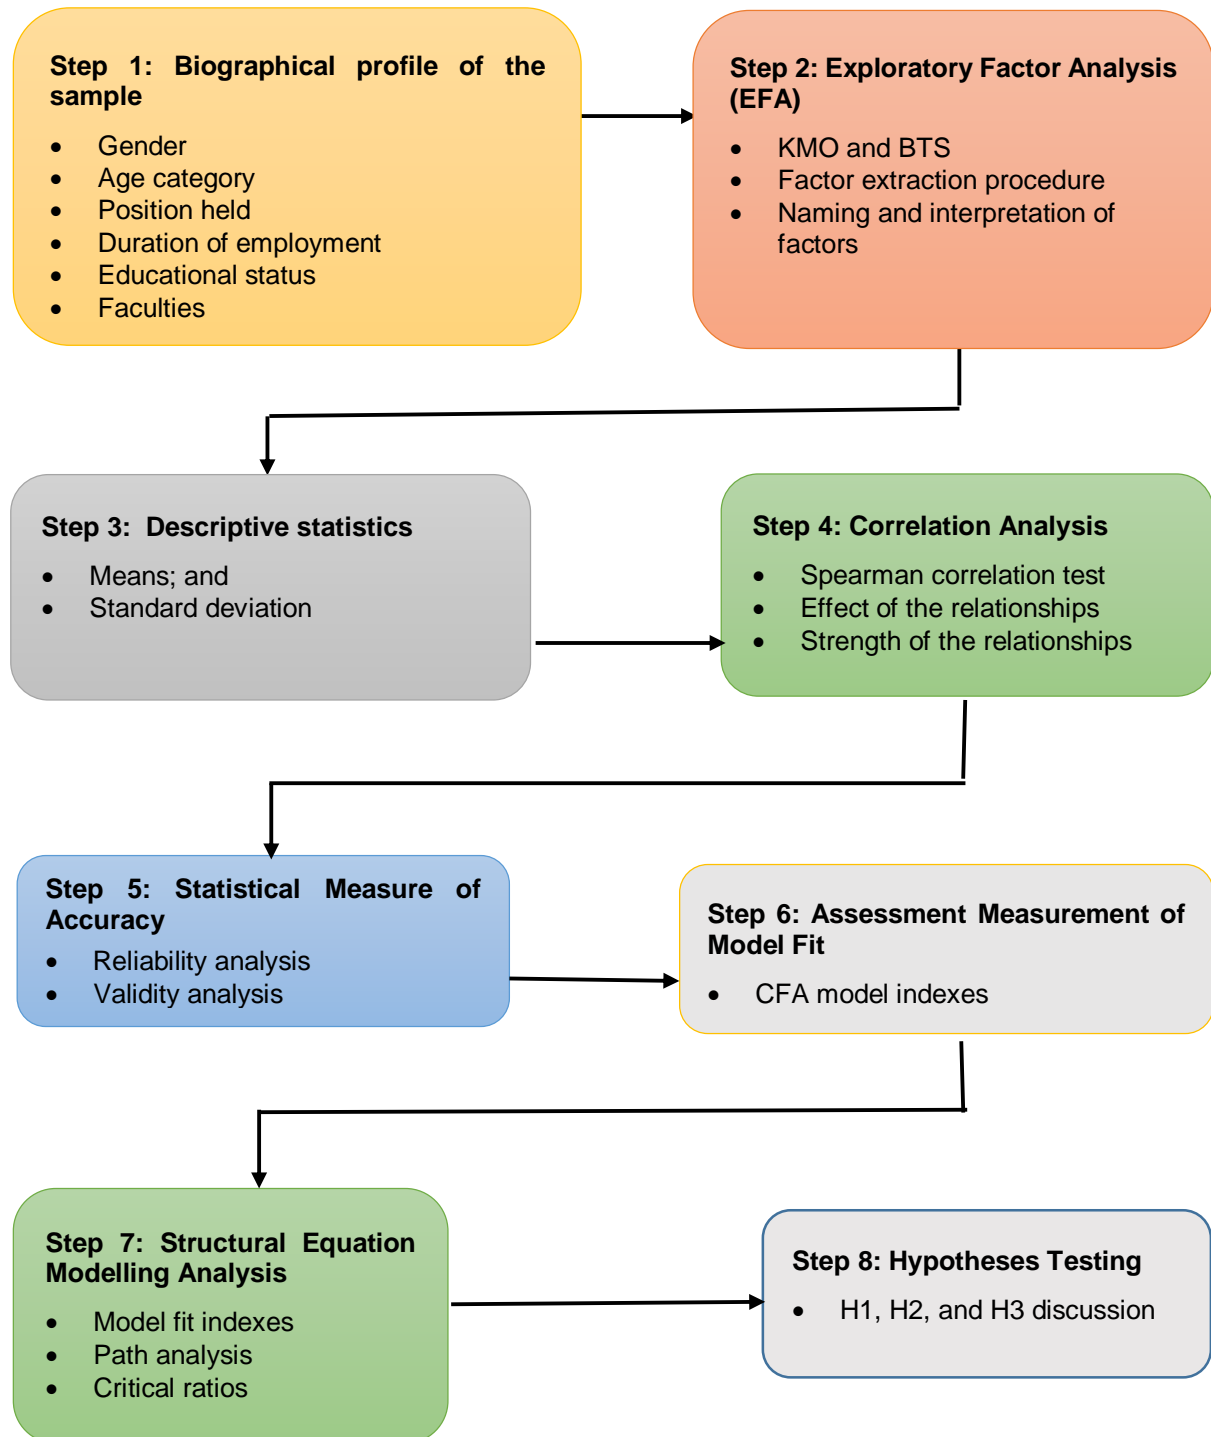 Step 1: Biographical profile of the
sample
• Gender
• Age category
• Position held
• Duration of employment
• Educational status
• Faculties
Step 2: Exploratory Factor Analysis
(EFA)
• KMO and BTS
• Factor extraction procedure
• Naming and interpretation of
factors
Step 3: Descriptive statistics
• Means; and
• Standard deviation
Step 4: Correlation Analysis
• Spearman correlation test
• Effect of the relationships
• Strength of the relationships
Step 5: Statistical Measure of
Accuracy
• Reliability analysis
• Validity analysis
Step 6: Assessment Measurement of
Model Fit
• CFA model indexes
Step 7: Structural Equation
Modelling Analysis
• Model fit indexes
• Path analysis
• Critical ratios
Step 8: Hypotheses Testing
• H1, H2, and H3 discussion